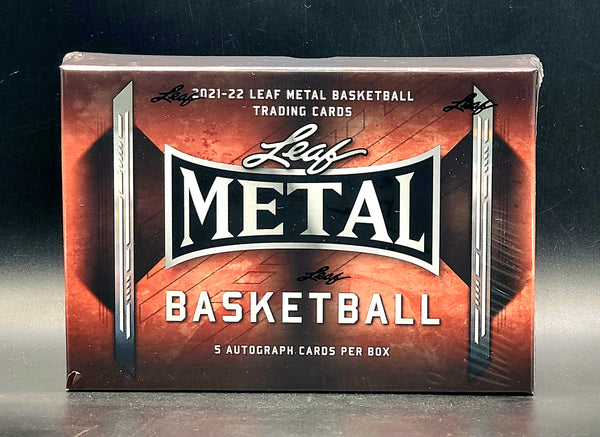 2021-22 LEAF METAL BASKETBALL
TRADING CARDS
Leaf
Leaf
Leaf
METAL
Leaf
BASKETBALL
5 AUTOGRAPH CARDS PER BOX